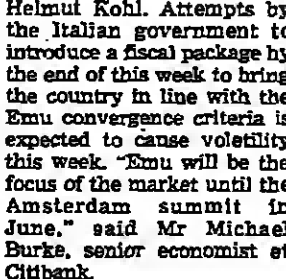 Helmut Kohl. Attempts by
the Italian government to
introduce a fiscal package by
the end of this week to bring
the country in line with the
Emu convergence criteria is
expected to cause voletility
this week. "Emu will be the
focus of the market until the
Amsterdam summit in
June," said Mr Michael
Burke, senior economist et
Citibank.